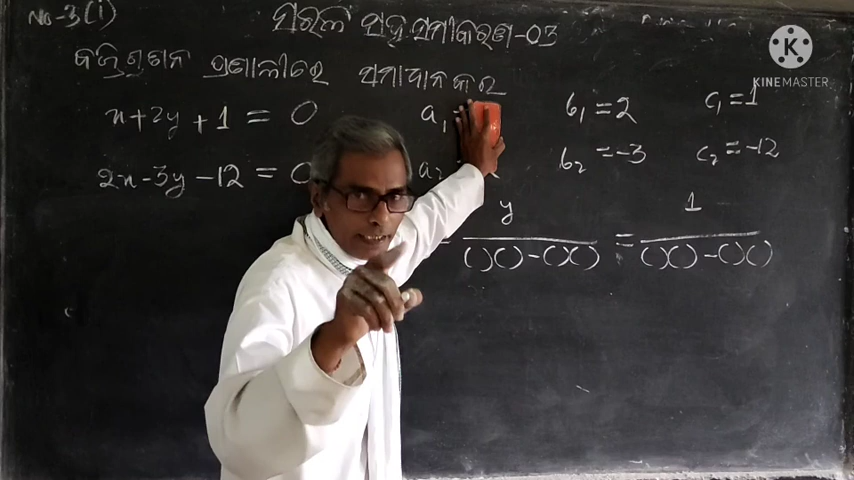 No-3(i)
ସରଳ ସହ ସମୀକରଣ-03
ବଜ୍ରଗୁଣନ ପ୍ରଣାଳୀରେ ସମାଧାନ କର
x+2y+1 = 0 a₁ = b₁ = 2 c₁ = 1
2x-3y-12 = 0 a₂ = b₂ = -3 c₂ = -12
y 1
= ( )( ) - ( )( ) = ( )( ) - ( )( )
K
KINEMASTER